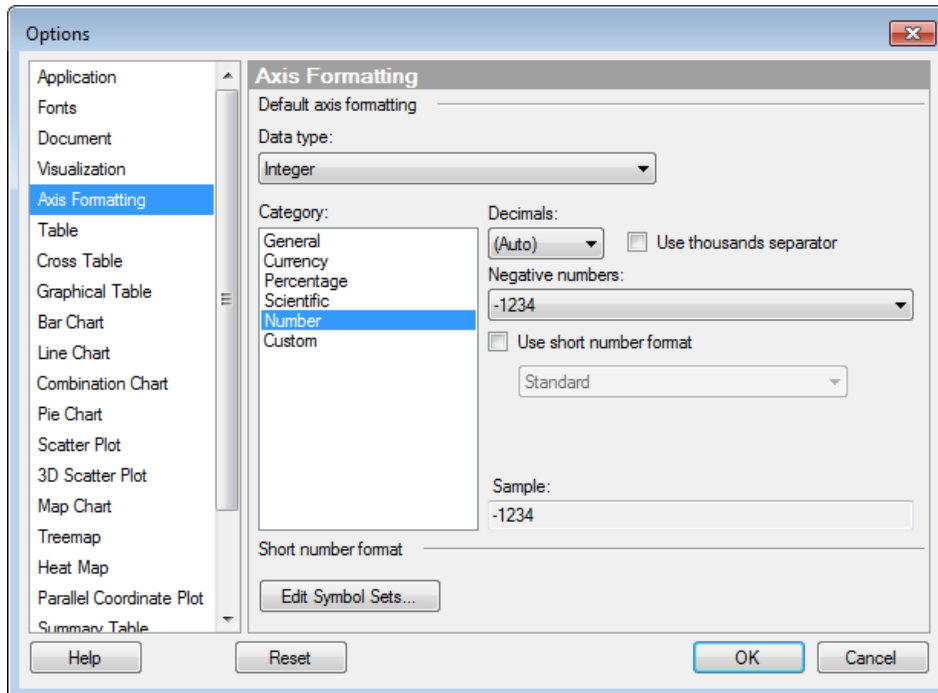 Options
Application
Fonts
Document
Visualization
Axis Formatting
Table
Cross Table
Graphical Table
Bar Chart
Line Chart
Combination Chart
Pie Chart
Scatter Plot
3D Scatter Plot
Map Chart
Treemap
Heat Map
Parallel Coordinate Plot
Summary Table
Axis Formatting
Default axis formatting
Data type:
Integer
Category:
General
Currency
Percentage
Scientific
Number
Custom
Decimals:
(Auto) Use thousands separator
Negative numbers:
-1234
Use short number format
Standard
Sample:
-1234
Short number format
Edit Symbol Sets...
Help Reset OK Cancel